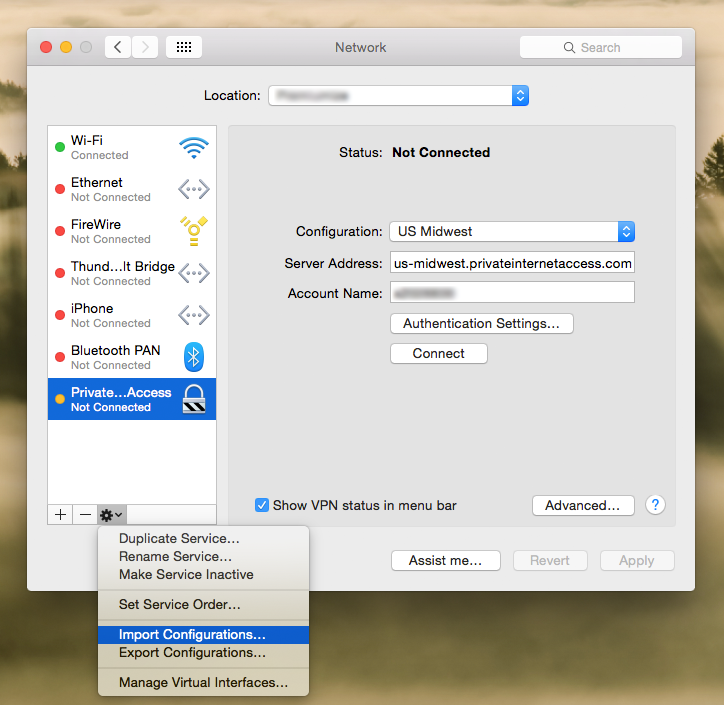 Network
Search
Location:
Wi-Fi
Connected
Ethernet
Not Connected
FireWire
Not Connected
Thund...lt Bridge
Not Connected
iPhone
Not Connected
Bluetooth PAN
Not Connected
Private...Access
Not Connected
Status: Not Connected
Configuration: US Midwest
Server Address: us-midwest.privateinternetaccess.com
Account Name:
Authentication Settings...
Connect
Show VPN status in menu bar
Advanced...
?
Assist me...
Revert
Apply
Duplicate Service...
Rename Service...
Make Service Inactive
Set Service Order...
Import Configurations...
Export Configurations...
Manage Virtual Interfaces...